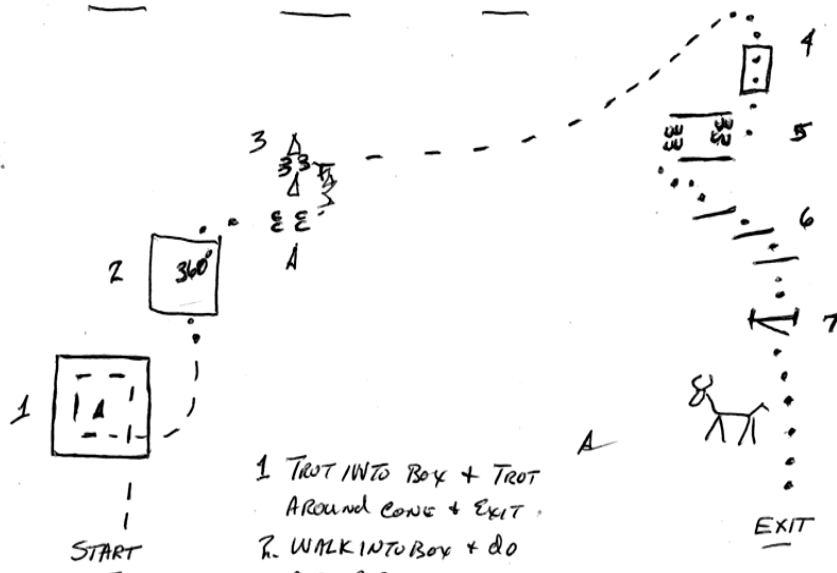 3
4
5
2
360°
6
7
1
1 TROT INTO BOX + TROT
AROUND CONE + EXIT.
2. WALK INTO BOX + do
START
EXIT